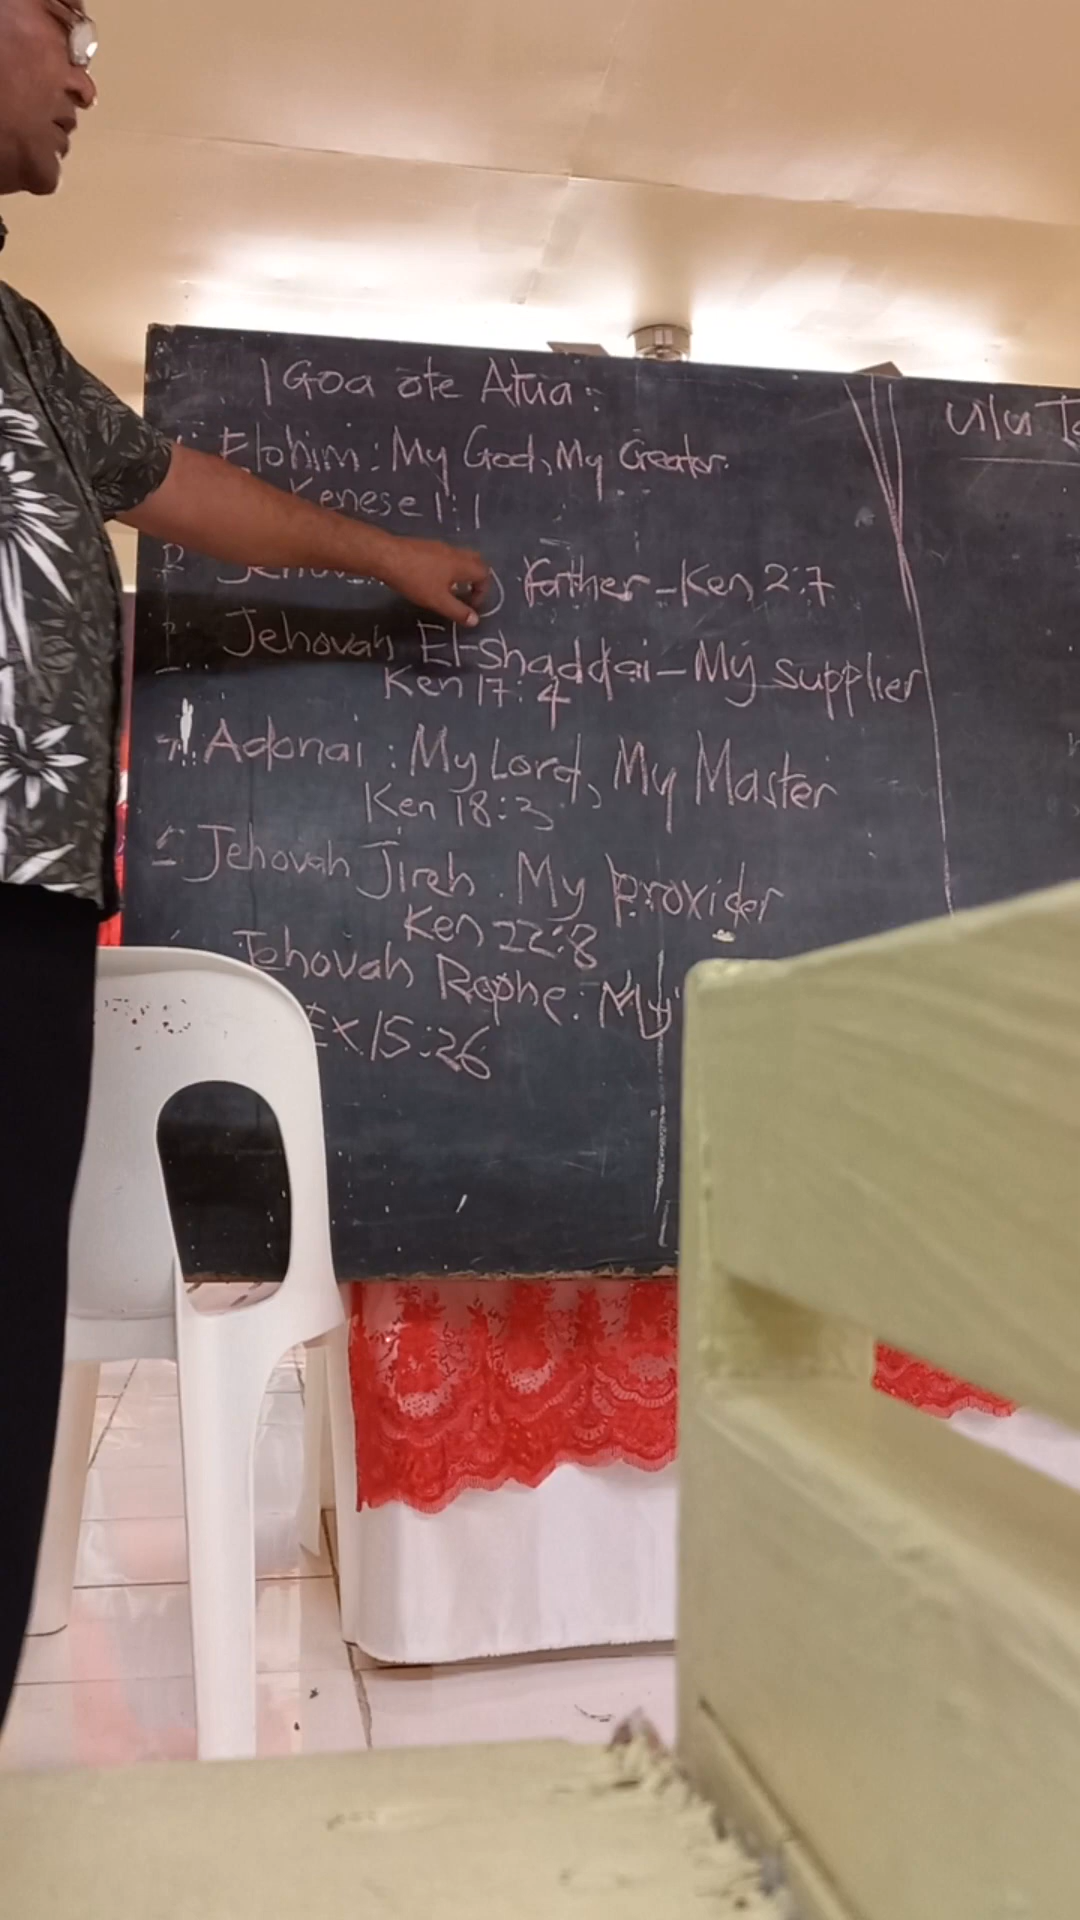 IGoa ote Atua:
Elohim: My God, My Creator.
Kenese 1:1
Father - Ken 2:7
Jehovah El-shaddai - My supplier
Ken 17:4
Adonai: My Lord, My Master
Ken 18:3
Jehovah Jireh. My provider
Ken 22:8
Jehovah Rophe: My
Ex 15:26